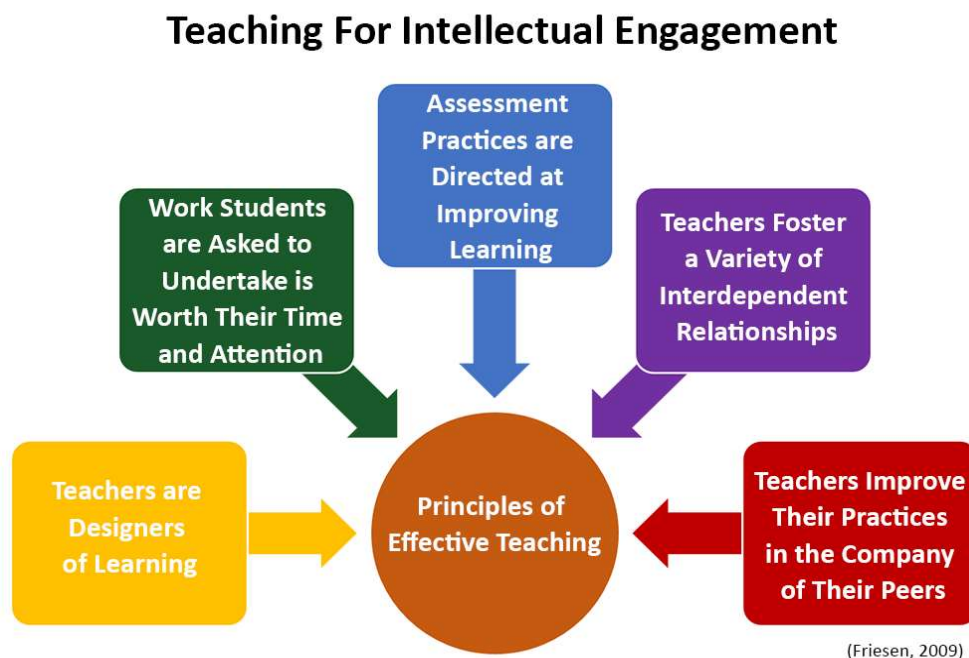 Teaching For Intellectual Engagement
Assessment
Practices are
Directed at
Improving
Learning
Work Students
are Asked to
Undertake is
Worth Their Time
and Attention
Teachers Foster
a Variety of
Interdependent
Relationships
Teachers are
Designers
of Learning
Principles of
Effective Teaching
Teachers Improve
Their Practices
in the Company
of Their Peers
(Friesen, 2009)